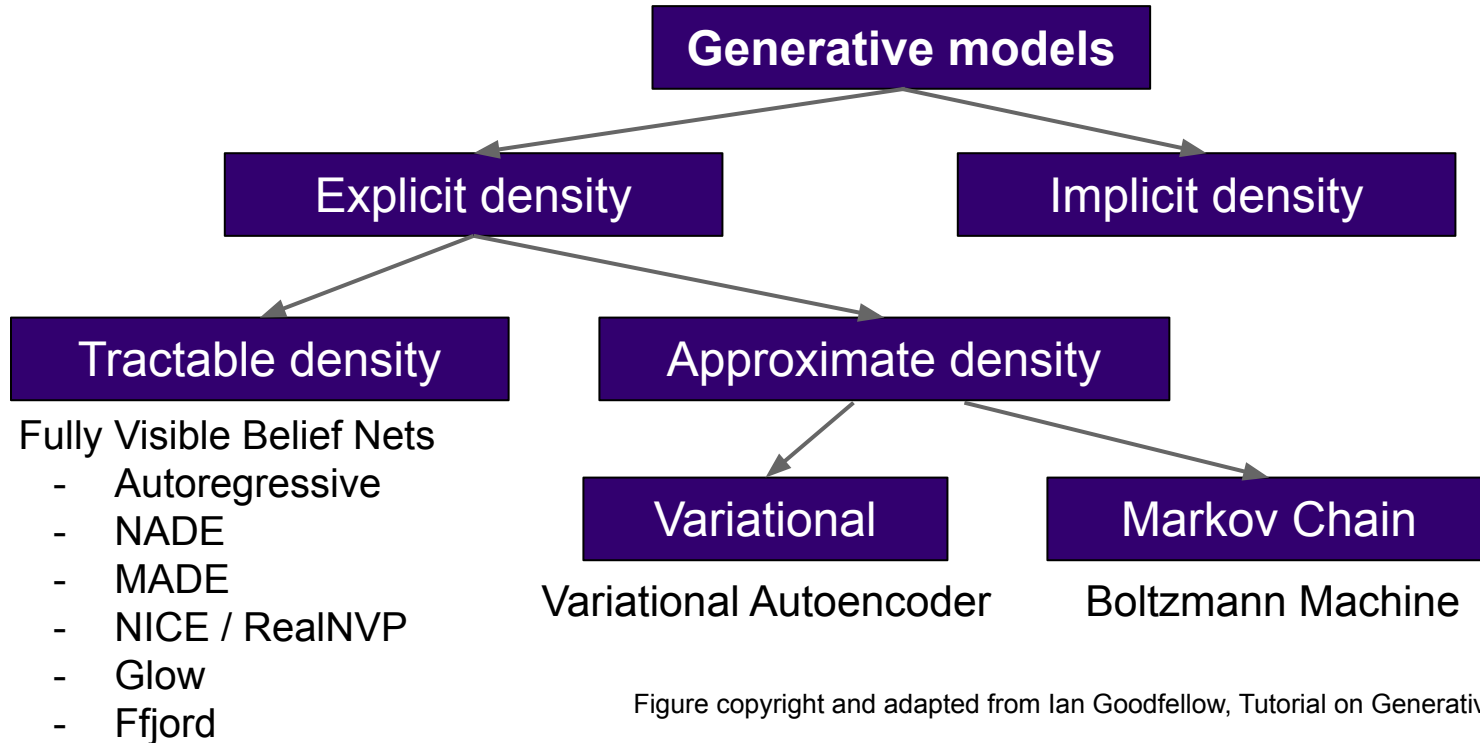 Generative models
Explicit density
Implicit density
Tractable density
Approximate density
Fully Visible Belief Nets
- Autoregressive
- NADE
- MADE
- NICE / RealNVP
- Glow
- Ffjord
Variational
Markov Chain
Variational Autoencoder
Boltzmann Machine
Figure copyright and adapted from Ian Goodfellow, Tutorial on Generativ